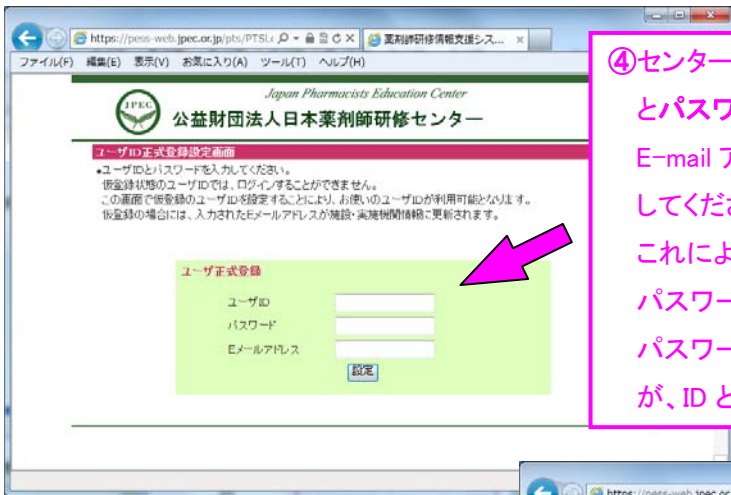 https://pess-web.jpec.or.jp/pts/PTSL
薬剤師研修情報支援シス...
ファイル(F) 編集(E) 表示(V) お気に入り(A) ツール(T) ヘルプ(H)
JPEC
Japan Pharmacists Education Center
公益財団法人日本薬剤師研修センター
ユーザID正式登録設定画面
・ユーザIDとパスワードを入力してください。
仮登録状態のユーザIDでは、ログインすることができません。
この画面で仮登録のユーザIDを設定することにより、お使いのユーザIDが利用可能となります。
仮登録の場合には、入力されたEメールアドレスが施設・実施機関情報に更新されます。
ユーザ正式登録
ユーザID
パスワード
Eメールアドレス
設定
④センター
とパスワ
E-mail ア
してくださ
これによ
パスワー
パスワー
が、ID と
https://pess-web.jpec.or